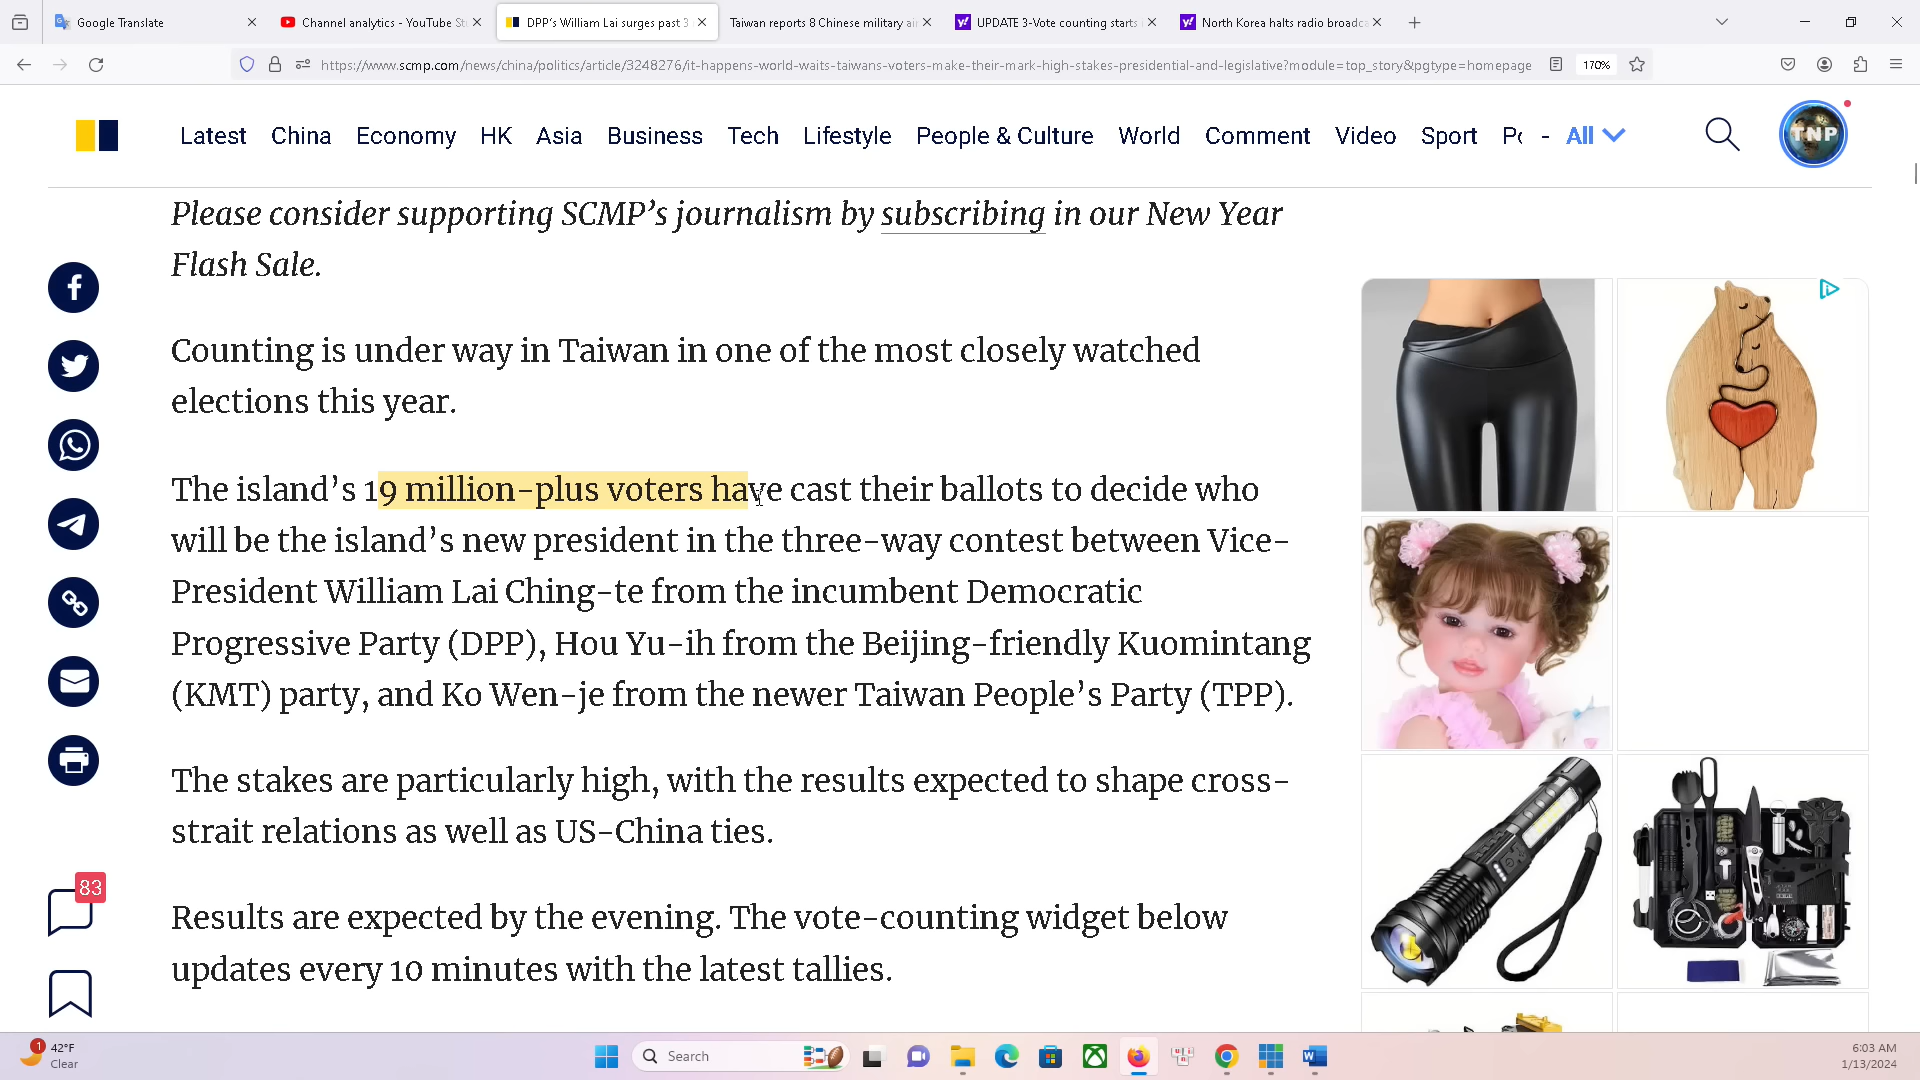 Google Translate
Channel analytics - YouTube St
DPP's William Lai surges past 3
Taiwan reports 8 Chinese military air
UPDATE 3-Vote counting starts
North Korea halts radio broadca
https://www.scmp.com/news/china/politics/article/3248276/it-happens-world-waits-taiwans-voters-make-their-mark-high-stakes-presidential-and-legislative?module=top_story&pgtype=homepage
170%
Latest China Economy HK Asia Business Tech Lifestyle People & Culture World Comment Video Sport Po - All
TNP
Please consider supporting SCMP's journalism by subscribing in our New Year
Flash Sale.
Counting is under way in Taiwan in one of the most closely watched
elections this year.
The island's 19 million-plus voters have cast their ballots to decide who
will be the island's new president in the three-way contest between Vice-
President William Lai Ching-te from the incumbent Democratic
Progressive Party (DPP), Hou Yu-ih from the Beijing-friendly Kuomintang
(KMT) party, and Ko Wen-je from the newer Taiwan People's Party (TPP).
The stakes are particularly high, with the results expected to shape cross-
strait relations as well as US-China ties.
83
Results are expected by the evening. The vote-counting widget below
updates every 10 minutes with the latest tallies.
1
42°F
Clear
Search
6:03 AM
1/13/2024